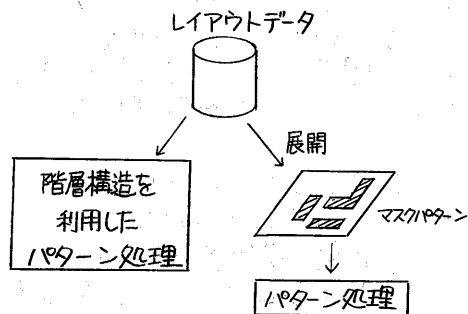 レイアウトデータ
展開
階層構造を
利用した
パターン処理
マスクパターン
パターン処理